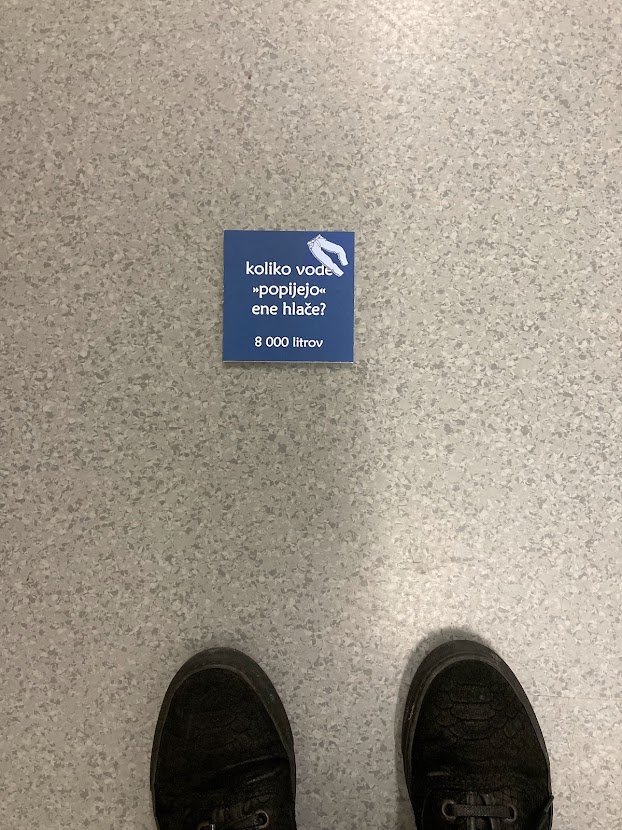 koliko vode
»popijejo«
ene hlače?
8 000 litrov